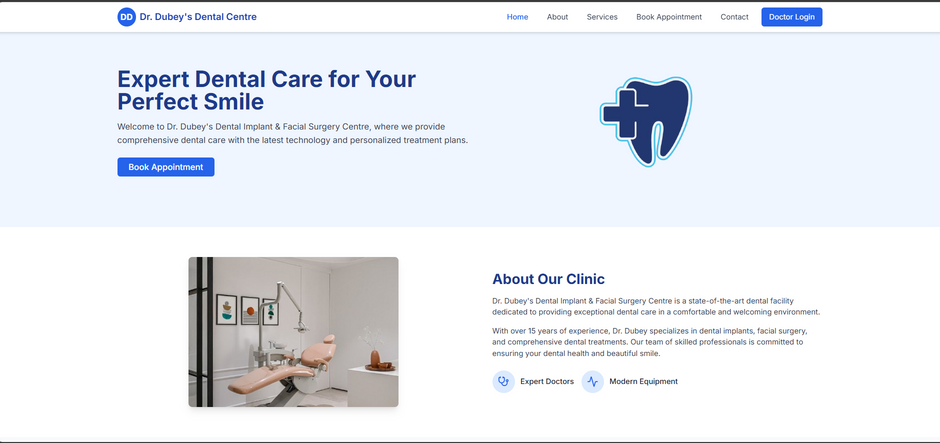 DD Dr. Dubey's Dental Centre
Home About Services Book Appointment Contact Doctor Login
Expert Dental Care for Your
Perfect Smile
Welcome to Dr. Dubey's Dental Implant & Facial Surgery Centre, where we provide
comprehensive dental care with the latest technology and personalized treatment plans.
Book Appointment
About Our Clinic
Dr. Dubey's Dental Implant & Facial Surgery Centre is a state-of-the-art dental facility
dedicated to providing exceptional dental care in a comfortable and welcoming environment.
With over 15 years of experience, Dr. Dubey specializes in dental implants, facial surgery,
and comprehensive dental treatments. Our team of skilled professionals is committed to
ensuring your dental health and beautiful smile.
Expert Doctors Modern Equipment